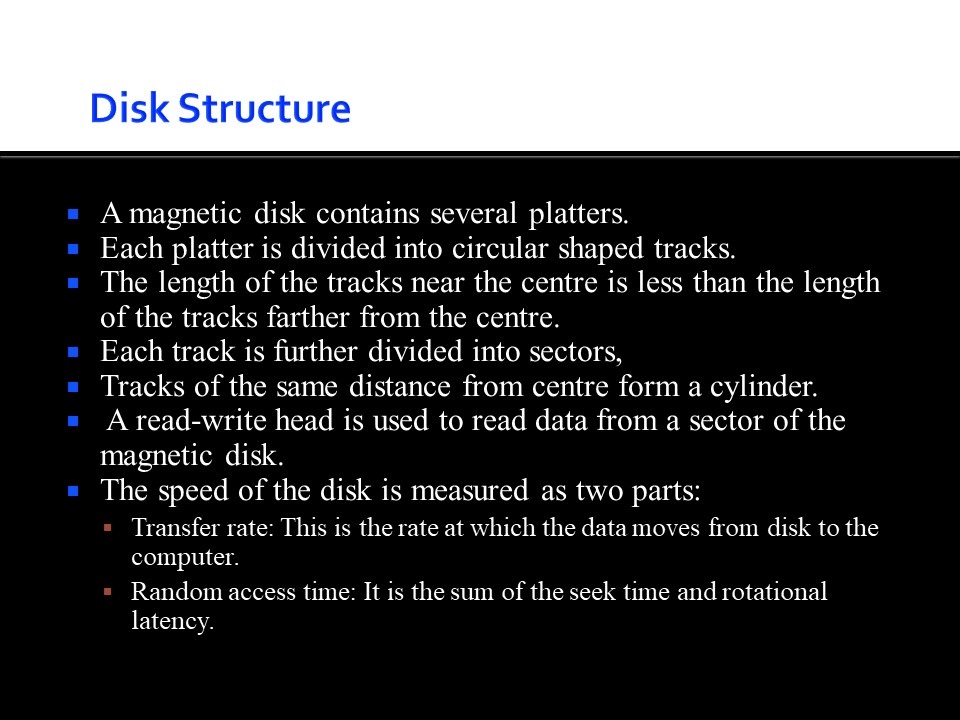 Disk Structure
A magnetic disk contains several platters.
Each platter is divided into circular shaped tracks.
The length of the tracks near the centre is less than the length
of the tracks farther from the centre.
Each track is further divided into sectors,
Tracks of the same distance from centre form a cylinder.
A read-write head is used to read data from a sector of the
magnetic disk.
The speed of the disk is measured as two parts:
Transfer rate: This is the rate at which the data moves from disk to the
computer.
Random access time: It is the sum of the seek time and rotational
latency.